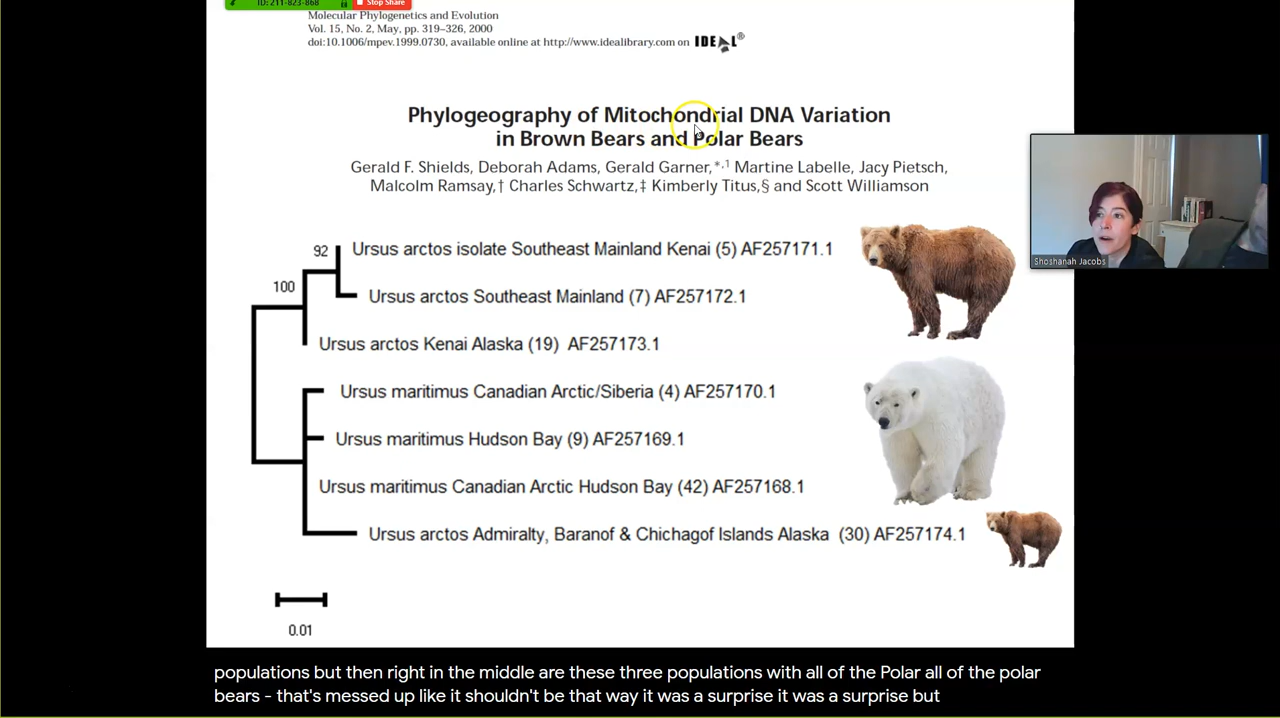 ID: 211-823-868
Stop Share
Molecular Phylogenetics and Evolution
Vol. 15, No. 2, May, pp. 319–326, 2000
doi:10.1006/mpev.1999.0730, available online at http://www.idealibrary.com on IDEAL®
Phylogeography of Mitochondrial DNA Variation
in Brown Bears and Polar Bears
Gerald F. Shields, Deborah Adams, Gerald Garner,*,1 Martine Labelle, Jacy Pietsch,
Malcolm Ramsay,† Charles Schwartz,‡ Kimberly Titus,§ and Scott Williamson
92
Ursus arctos isolate Southeast Mainland Kenai (5) AF257171.1
100
Ursus arctos Southeast Mainland (7) AF257172.1
Ursus arctos Kenai Alaska (19) AF257173.1
Ursus maritimus Canadian Arctic/Siberia (4) AF257170.1
Ursus maritimus Hudson Bay (9) AF257169.1
Ursus maritimus Canadian Arctic Hudson Bay (42) AF257168.1
Ursus arctos Admiralty, Baranof & Chichagof Islands Alaska (30) AF257174.1
0.01
Shoshanah Jacobs
populations but then right in the middle are these three populations with all of the Polar all of the polar
bears - that's messed up like it shouldn't be that way it was a surprise it was a surprise but